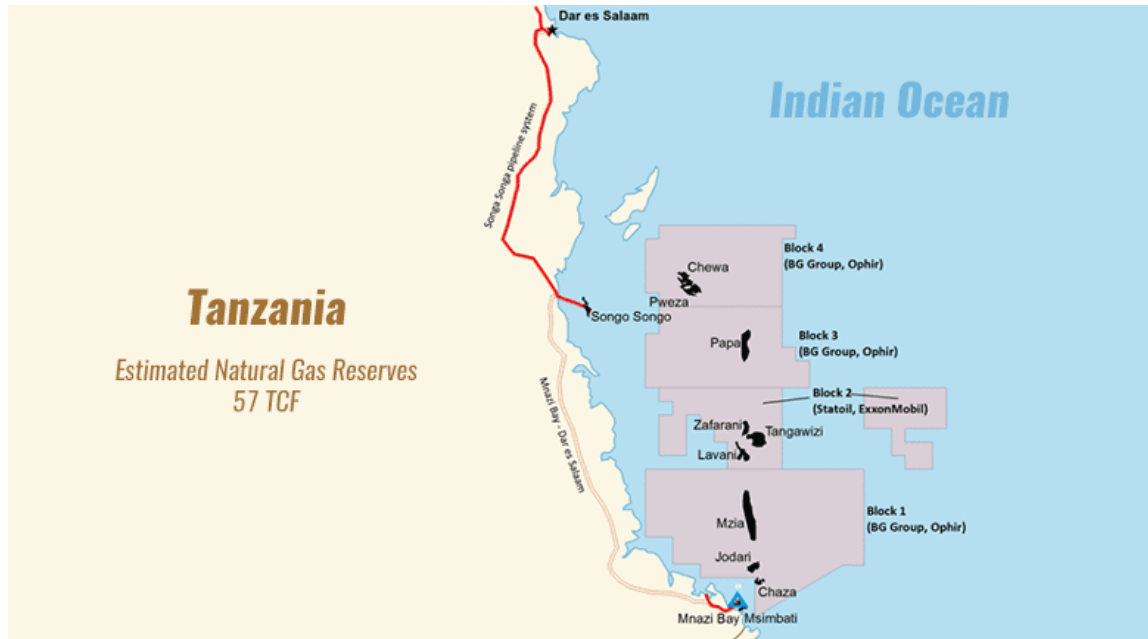 Dar es Salaam
Indian Ocean
Songa Songa pipeline system
Block 4
(BG Group, Ophir)
Chewa
Pweza
Songo Songo
Tanzania
Estimated Natural Gas Reserves
57 TCF
Papa
Block 3
(BG Group, Ophir)
Block 2
(Statoil, ExxonMobil)
Mnazi Bay - Dar es Salaam
Zafarani
Tangawizi
Lavani
Mzia
Block 1
(BG Group, Ophir)
Jodari
Chaza
Mnazi Bay
Msimbati